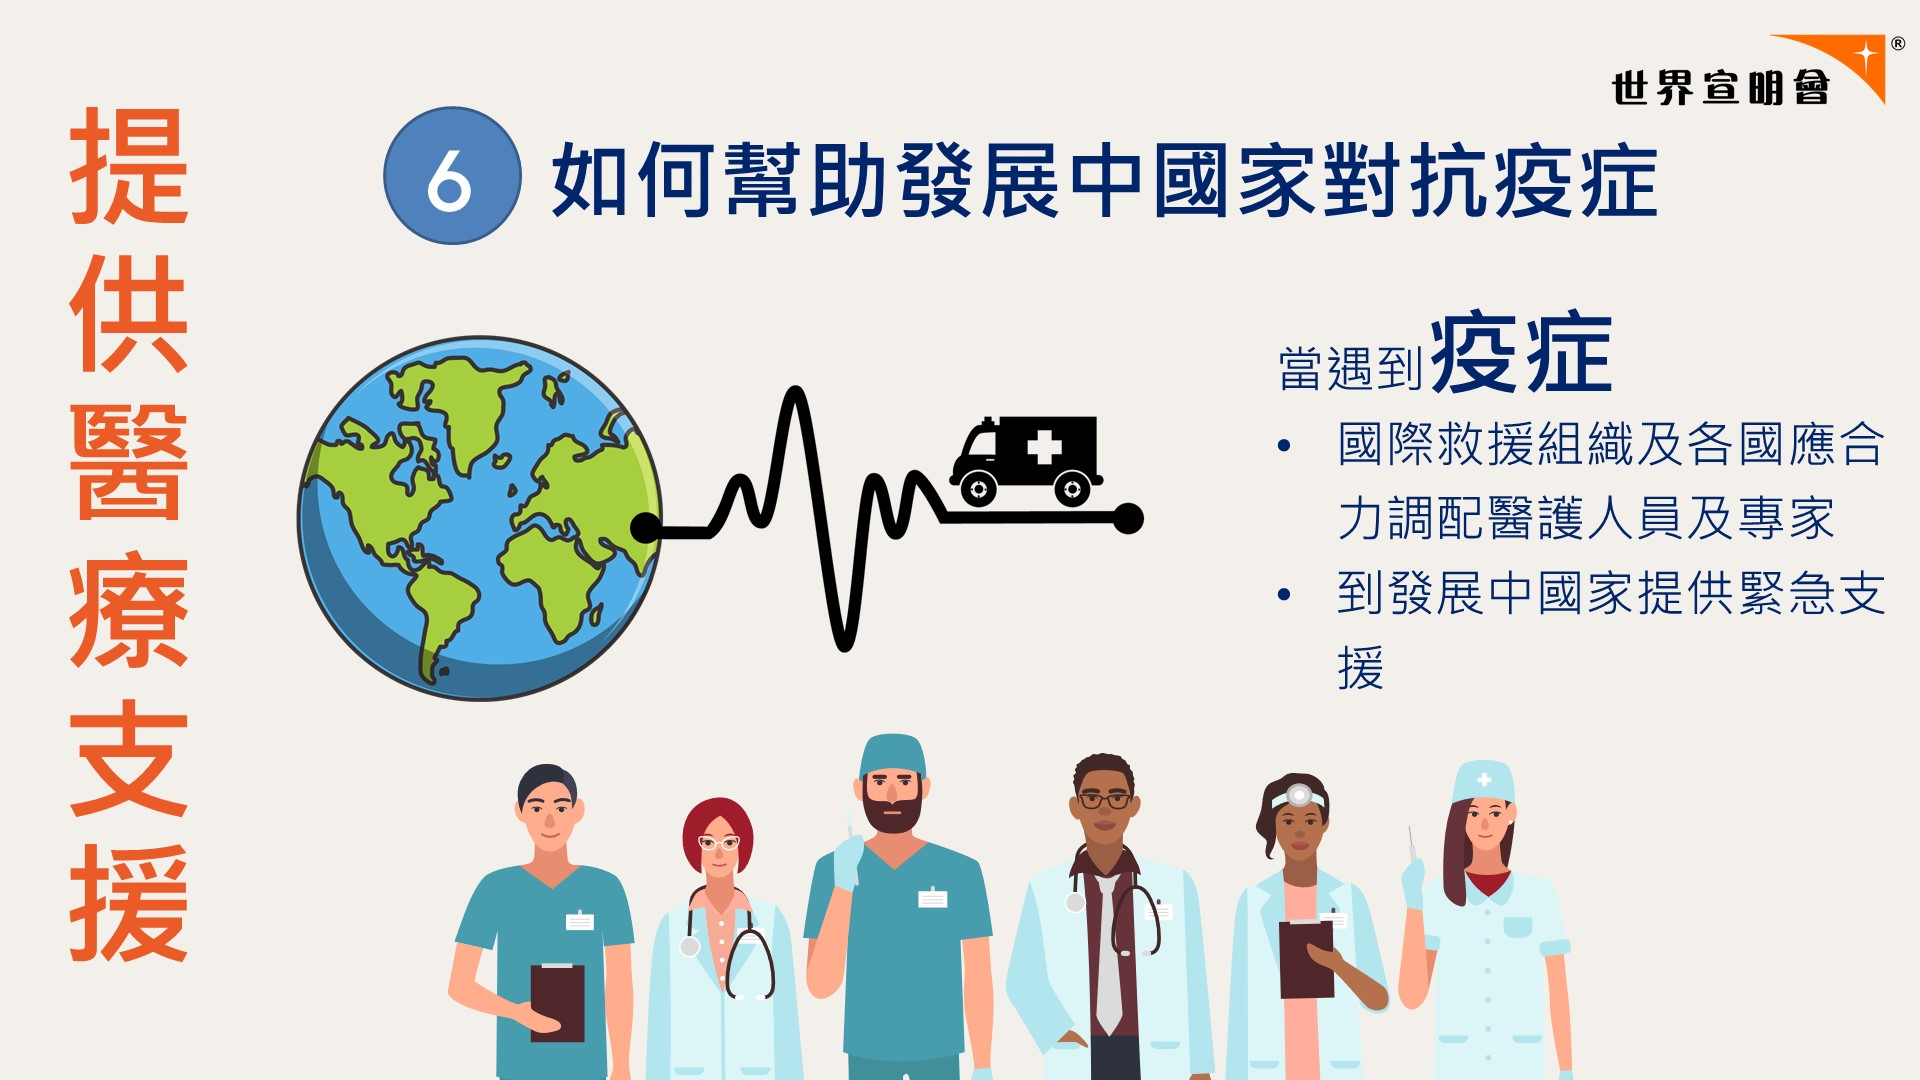 世界宣明會®
提供醫療支援
6 如何幫助發展中國家對抗疫症
當遇到疫症
• 國際救援組織及各國應合
力調配醫護人員及專家
• 到發展中國家提供緊急支
援